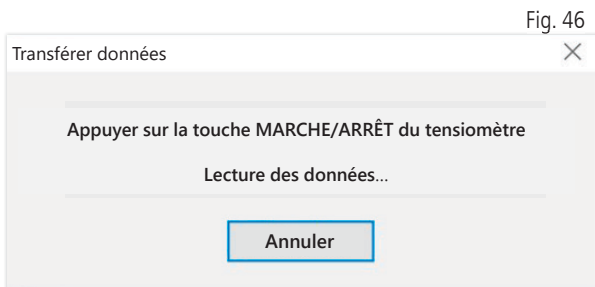 Fig. 46
Transférer données
Appuyer sur la touche MARCHE/ARRÊT du tensiomètre
Lecture des données...
Annuler